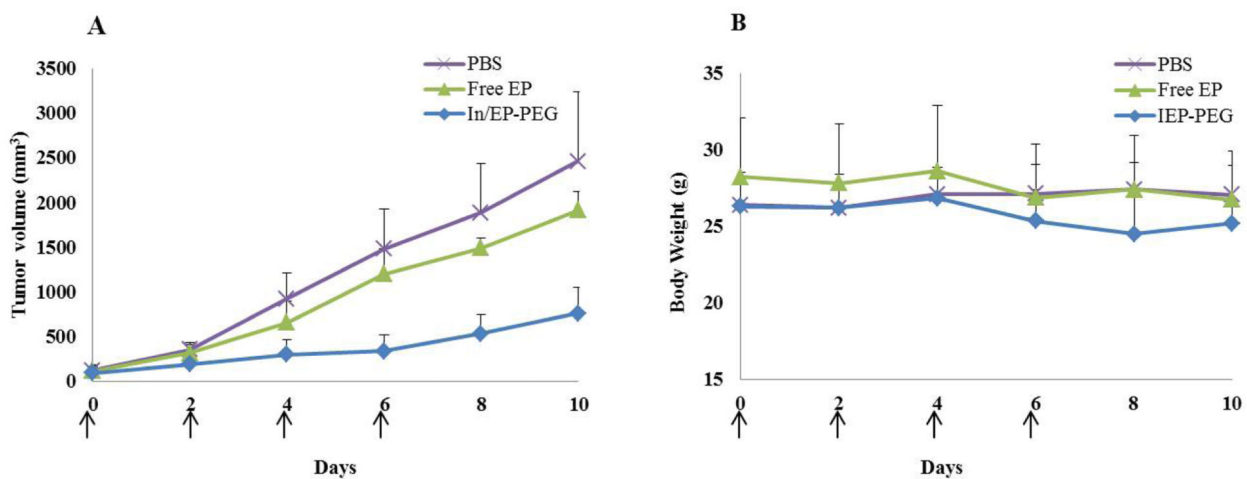 A
PBS
Free EP
In/EP-PEG
Tumor volume (mm³)
3500
3000
2500
2000
1500
1000
500
0
0 2 4 6 8 10
Days
B
PBS
Free EP
IEP-PEG
Body Weight (g)
35
30
25
20
15
0 2 4 6 8 10
Days